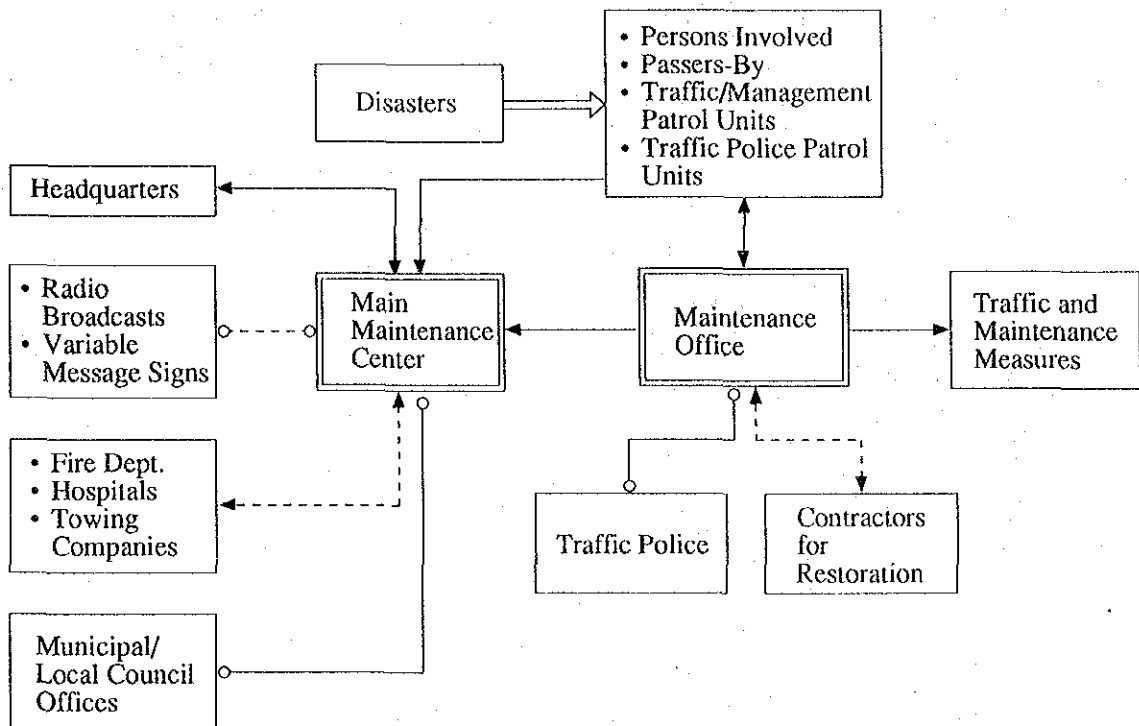 Disasters
• Persons Involved
• Passers-By
• Traffic/Management
Patrol Units
• Traffic Police Patrol
Units
Headquarters
• Radio
Broadcasts
• Variable
Message Signs
Main
Maintenance
Center
Maintenance
Office
Traffic and
Maintenance
Measures
• Fire Dept.
• Hospitals
• Towing
Companies
Traffic Police
Contractors
for
Restoration
Municipal/
Local Council
Offices